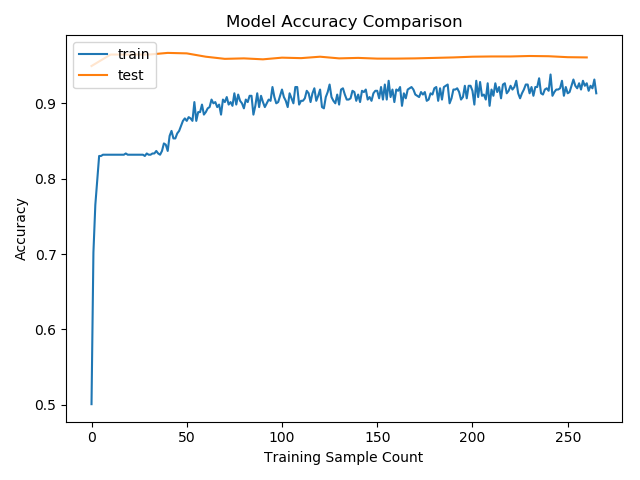 Model Accuracy Comparison
train
test
0.9
0.8
0.7
0.6
0.5
Accuracy
0 50 100 150 200 250
Training Sample Count